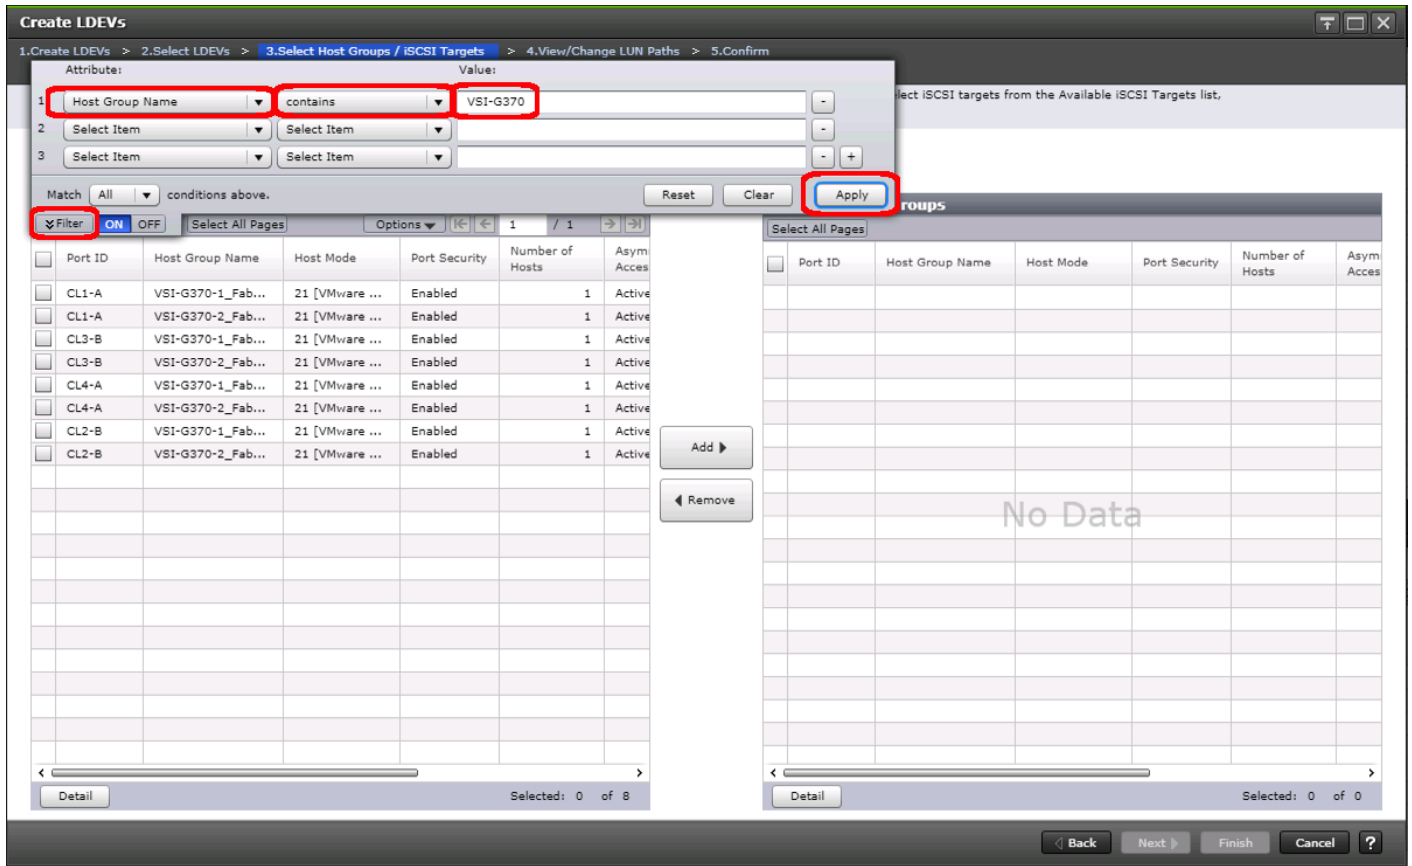 Create LDEVs
1.Create LDEVs > 2.Select LDEVs > 3.Select Host Groups / iSCSI Targets > 4.View/Change LUN Paths > 5.Confirm
Attribute: Value:
1 Host Group Name contains VSI-G370 -
lect iSCSI targets from the Available iSCSI Targets list,
2 Select Item Select Item -
3 Select Item Select Item - +
Match All conditions above. Reset Clear Apply
roups
Filter ON OFF Select All Pages Options 1 / 1
Select All Pages
Port ID Host Group Name Host Mode Port Security Number of Hosts Asym Acces
Port ID Host Group Name Host Mode Port Security Number of Hosts Asym Acces
CL1-A VSI-G370-1_Fab... 21 [VMware ... Enabled 1 Active
CL1-A VSI-G370-2_Fab... 21 [VMware ... Enabled 1 Active
CL3-B VSI-G370-1_Fab... 21 [VMware ... Enabled 1 Active
CL3-B VSI-G370-2_Fab... 21 [VMware ... Enabled 1 Active
CL4-A VSI-G370-1_Fab... 21 [VMware ... Enabled 1 Active
CL4-A VSI-G370-2_Fab... 21 [VMware ... Enabled 1 Active
CL2-B VSI-G370-1_Fab... 21 [VMware ... Enabled 1 Active
CL2-B VSI-G370-2_Fab... 21 [VMware ... Enabled 1 Active
Add
Remove
No Data
Detail Selected: 0 of 8
Detail Selected: 0 of 0
Back Next Finish Cancel ?